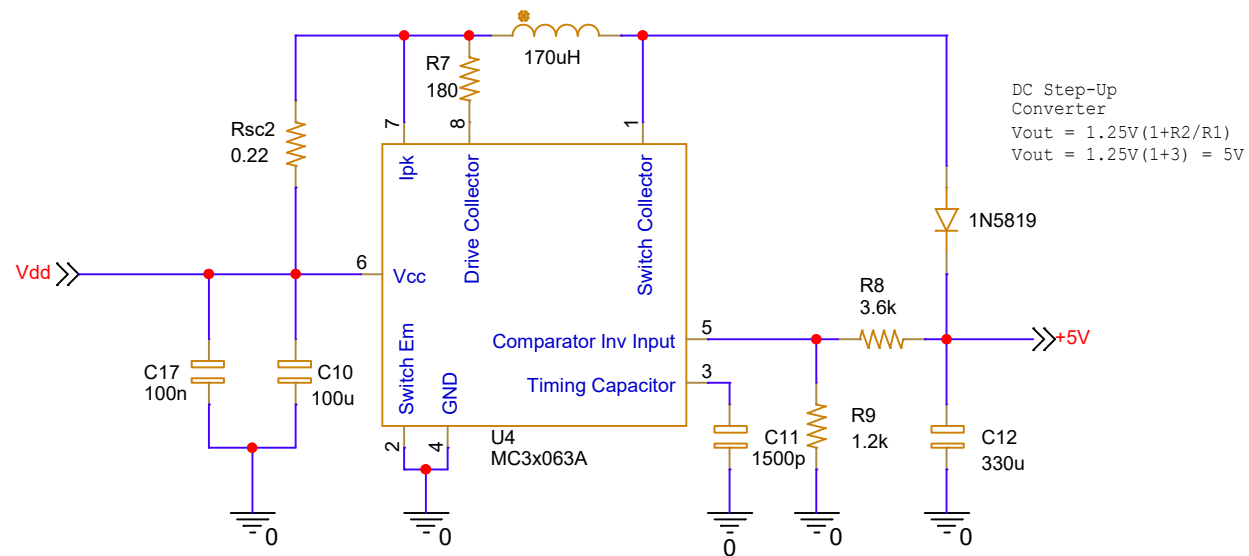 170uH
R7
180
DC Step-Up
Converter
Vout = 1.25V(1+R2/R1)
Vout = 1.25V(1+3) = 5V
Rsc2
0.22
7
8
1
Ipk
Drive Collector
Switch Collector
1N5819
Vdd
6
Vcc
R8
3.6k
5
Comparator Inv Input
+5V
3
Timing Capacitor
Switch Em
GND
C17
100n
C10
100u
2
4
U4
MC3x063A
C11
1500p
R9
1.2k
C12
330u
0
0
0
0
0